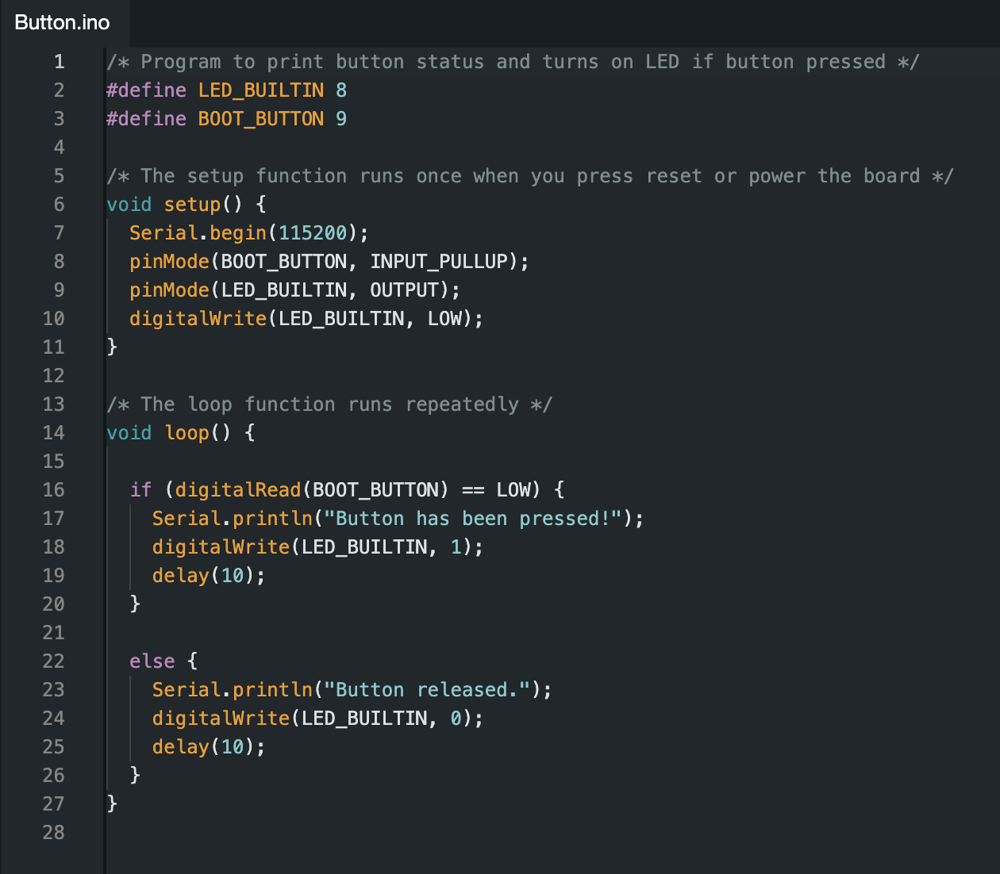 Button.ino
1 /* Program to print button status and turns on LED if button pressed */
2 #define LED_BUILTIN 8
3 #define BOOT_BUTTON 9
4
5 /* The setup function runs once when you press reset or power the board */
6 void setup() {
7   Serial.begin(115200);
8   pinMode(BOOT_BUTTON, INPUT_PULLUP);
9   pinMode(LED_BUILTIN, OUTPUT);
10   digitalWrite(LED_BUILTIN, LOW);
11 }
12
13 /* The loop function runs repeatedly */
14 void loop() {
15
16   if (digitalRead(BOOT_BUTTON) == LOW) {
17     Serial.println("Button has been pressed!");
18     digitalWrite(LED_BUILTIN, 1);
19     delay(10);
20   }
21
22   else {
23     Serial.println("Button released.");
24     digitalWrite(LED_BUILTIN, 0);
25     delay(10);
26   }
27 }
28